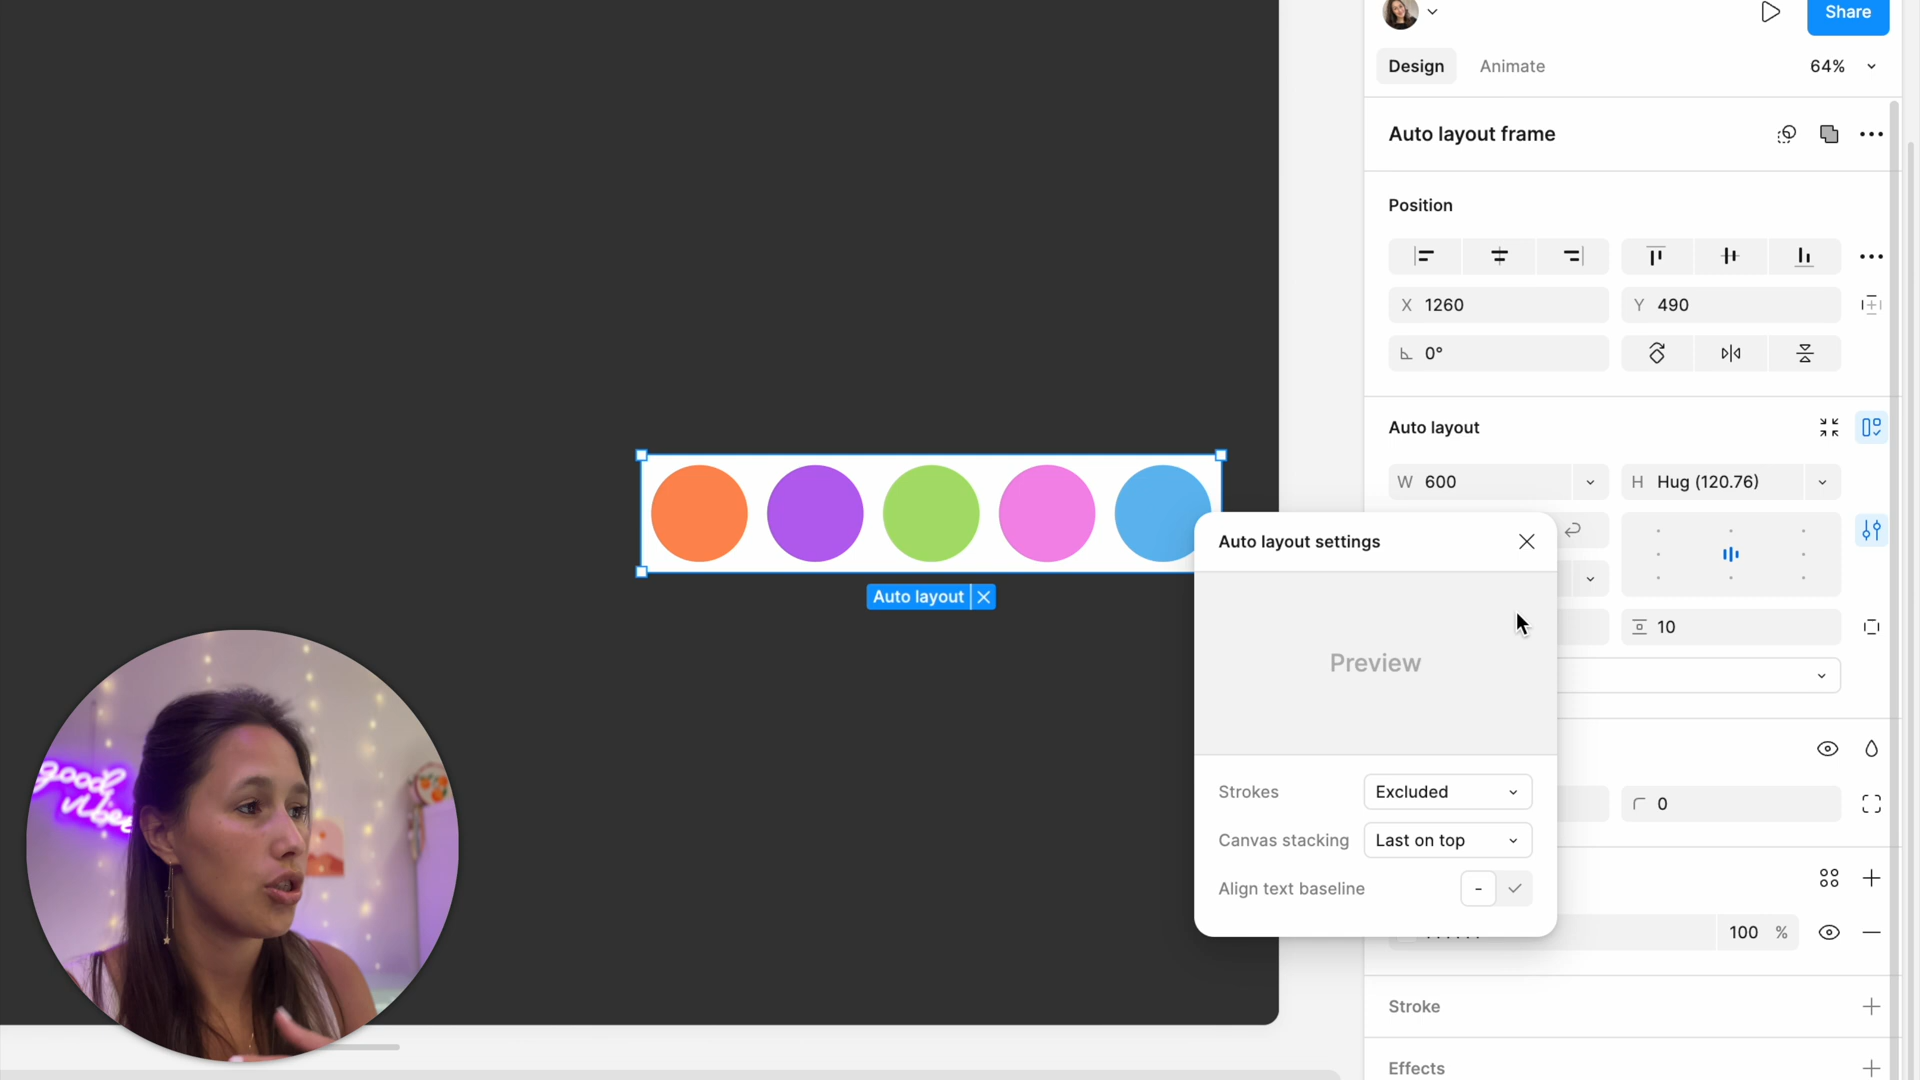 Share
Design
Animate
64%
Auto layout frame
Position
X 1260
Y 490
0°
Auto layout
W 600
H Hug (120.76)
Auto layout settings
Auto layout
10
Preview
Strokes
Excluded
0
Canvas stacking
Last on top
Align text baseline
-
100 %
good
vibes
Stroke
Effects